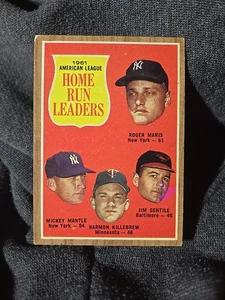 1961
AMERICAN LEAGUE
HOME
RUN
LEADERS
ROGER MARIS
New York — 61
MICKEY MANTLE
New York — 54
HARMON KILLEBREW
Minnesota — 46
JIM GENTILE
Baltimore — 46